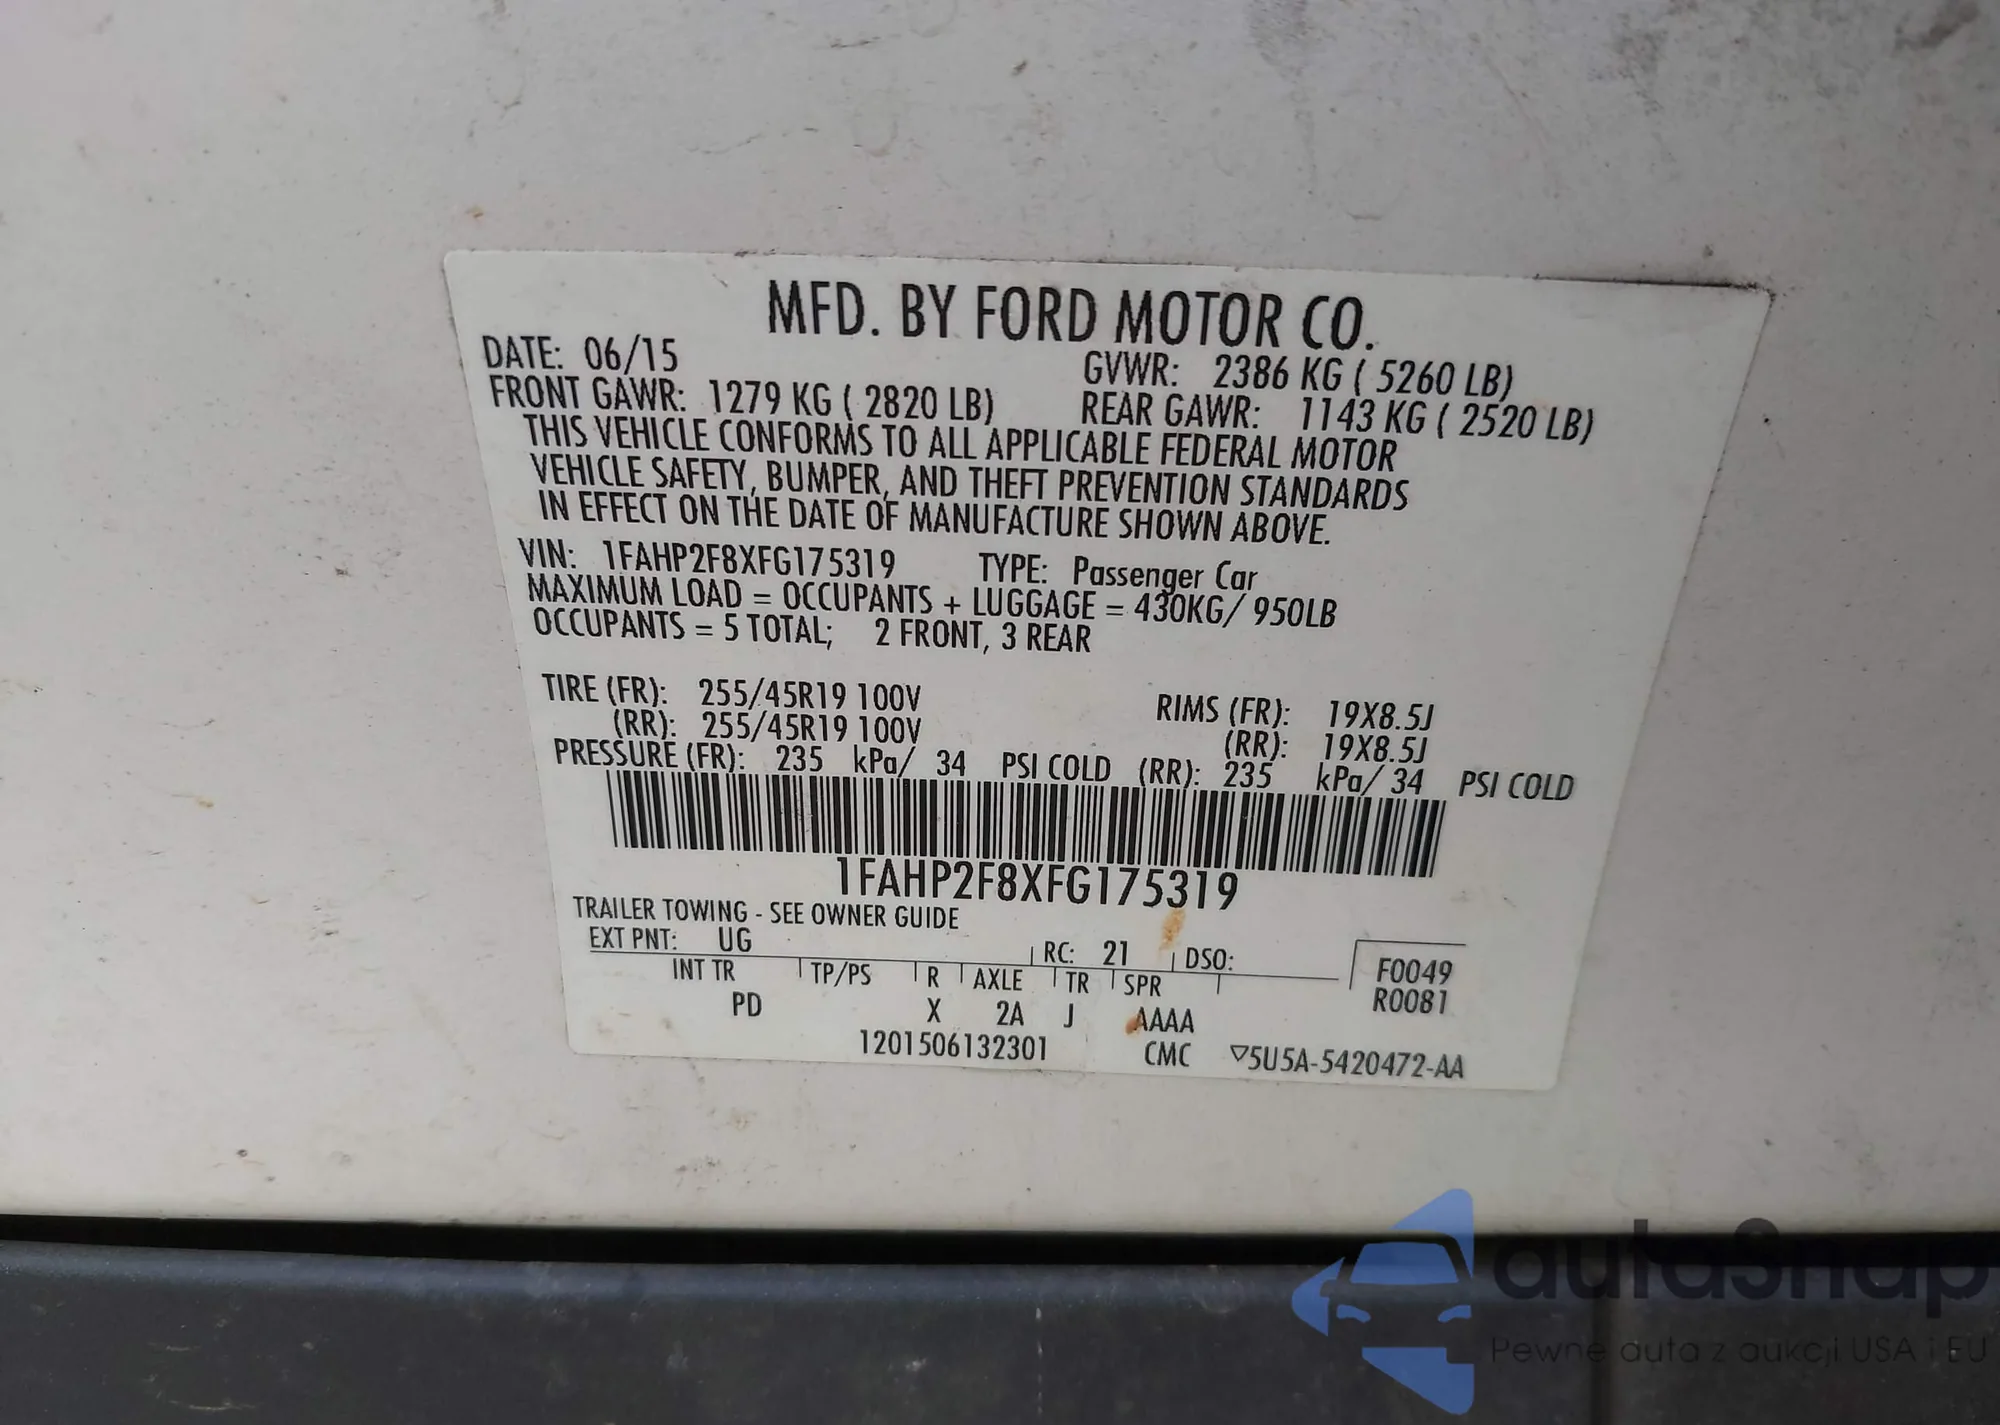 MFD. BY FORD MOTOR CO.
DATE: 06/15 GVWR: 2386 KG ( 5260 LB)
FRONT GAWR: 1279 KG ( 2820 LB) REAR GAWR: 1143 KG ( 2520 LB)
THIS VEHICLE CONFORMS TO ALL APPLICABLE FEDERAL MOTOR
VEHICLE SAFETY, BUMPER, AND THEFT PREVENTION STANDARDS
IN EFFECT ON THE DATE OF MANUFACTURE SHOWN ABOVE.
VIN: 1FAHP2F8XFG175319 TYPE: Passenger Car
MAXIMUM LOAD = OCCUPANTS + LUGGAGE = 430KG/ 950LB
OCCUPANTS = 5 TOTAL; 2 FRONT, 3 REAR
TIRE (FR): 255/45R19 100V RIMS (FR): 19X8.5J
(RR): 255/45R19 100V (RR): 19X8.5J
PRESSURE (FR): 235 kPa/ 34 PSI COLD (RR): 235 kPa/ 34 PSI COLD
1FAHP2F8XFG175319
TRAILER TOWING - SEE OWNER GUIDE
EXT PNT: UG RC: 21 DSO: F0049
INT TR TP/PS R AXLE TR SPR R0081
PD X 2A J AAAA
1201506132301 CMC ▽5U5A-5420472-AA
autoSnap
Pewne auta z aukcji USA i EU